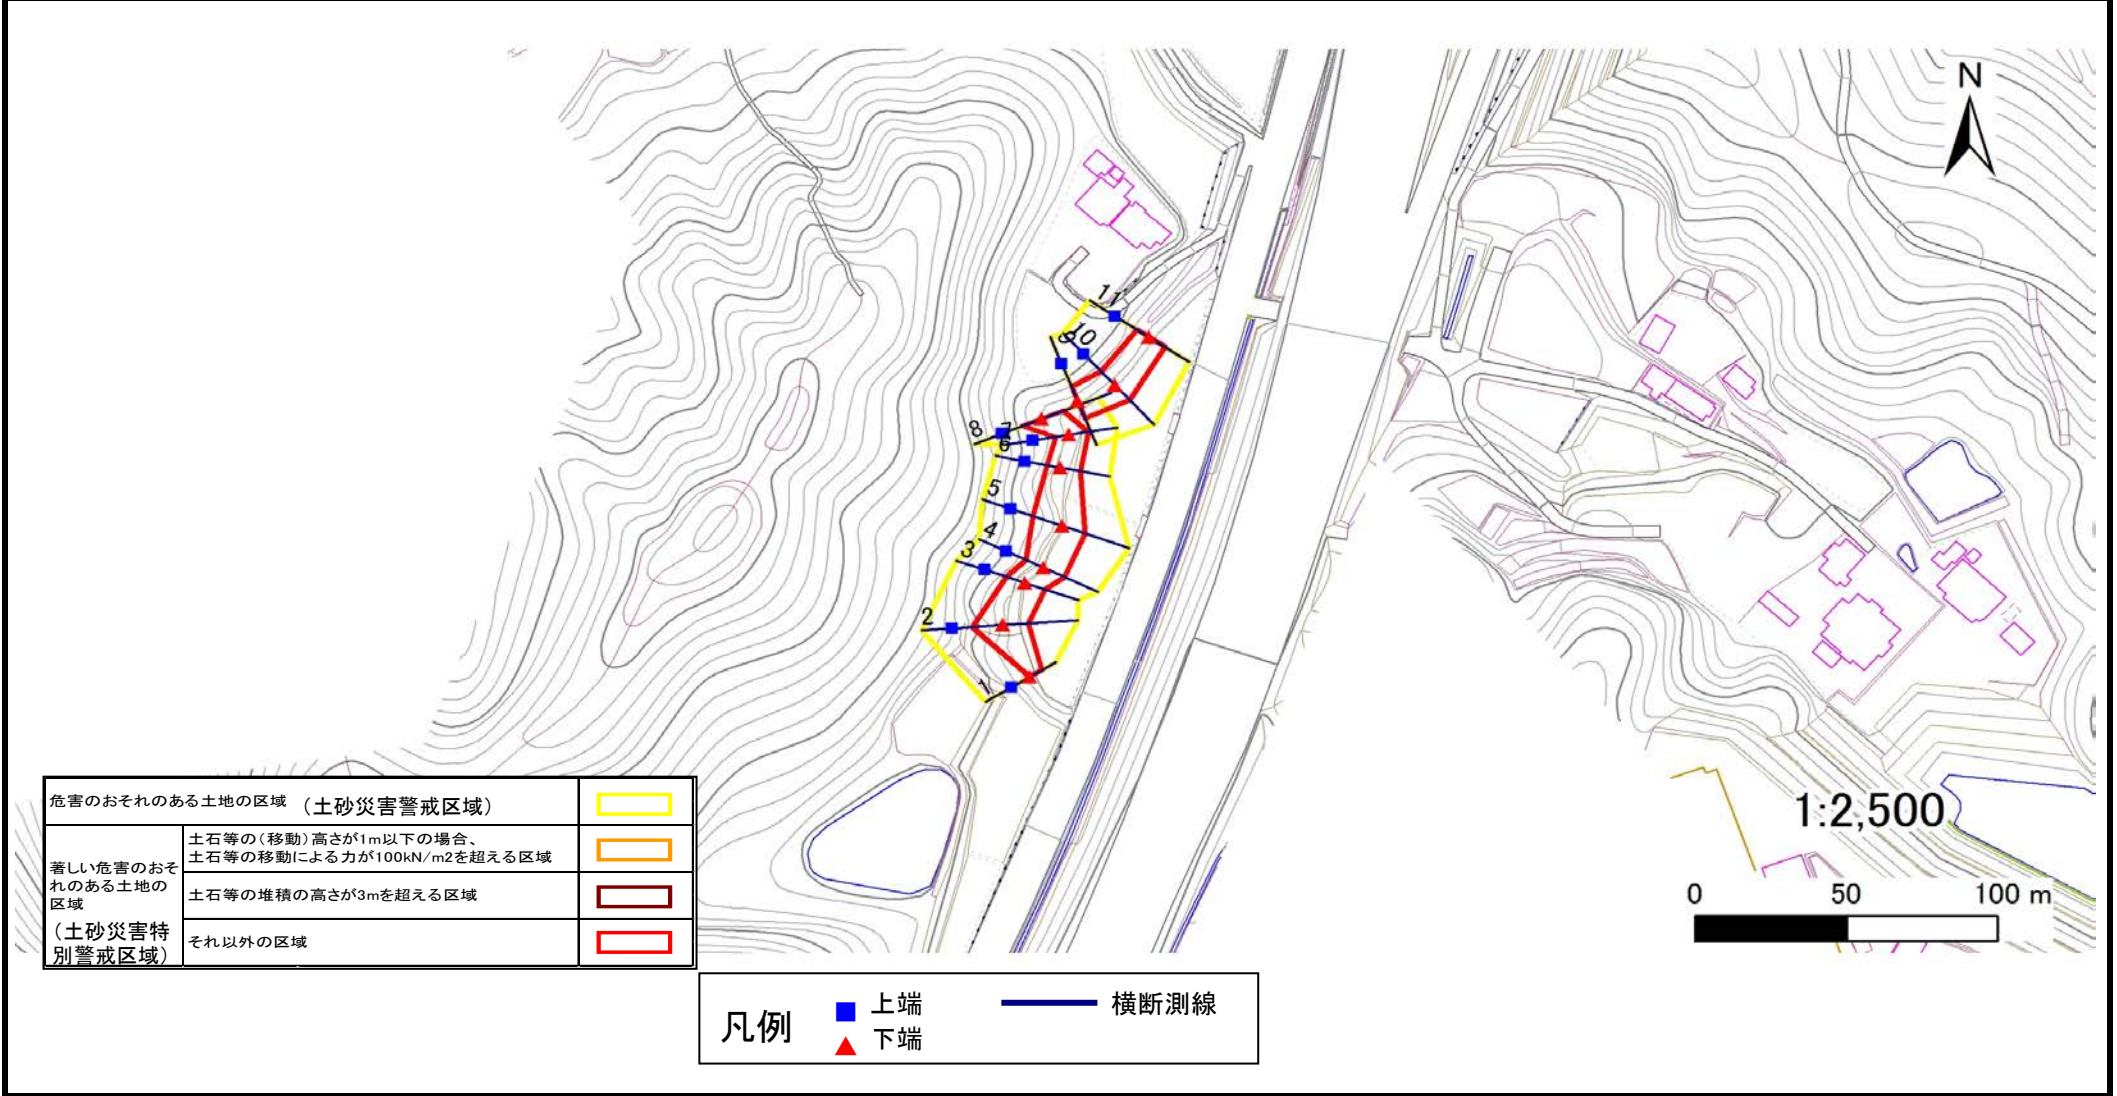 N
11
10
9
8
7
6
5
4
3
2
1
危害のおそれのある土地の区域 (土砂災害警戒区域)
著しい危害のおそれのある土地の区域
(土砂災害特別警戒区域)
土石等の(移動)高さが1m以下の場合、
土石等の移動による力が100kN/m2を超える区域
土石等の堆積の高さが3mを超える区域
それ以外の区域
1:2,500
0 50 100 m
凡例
上端
下端
横断測線